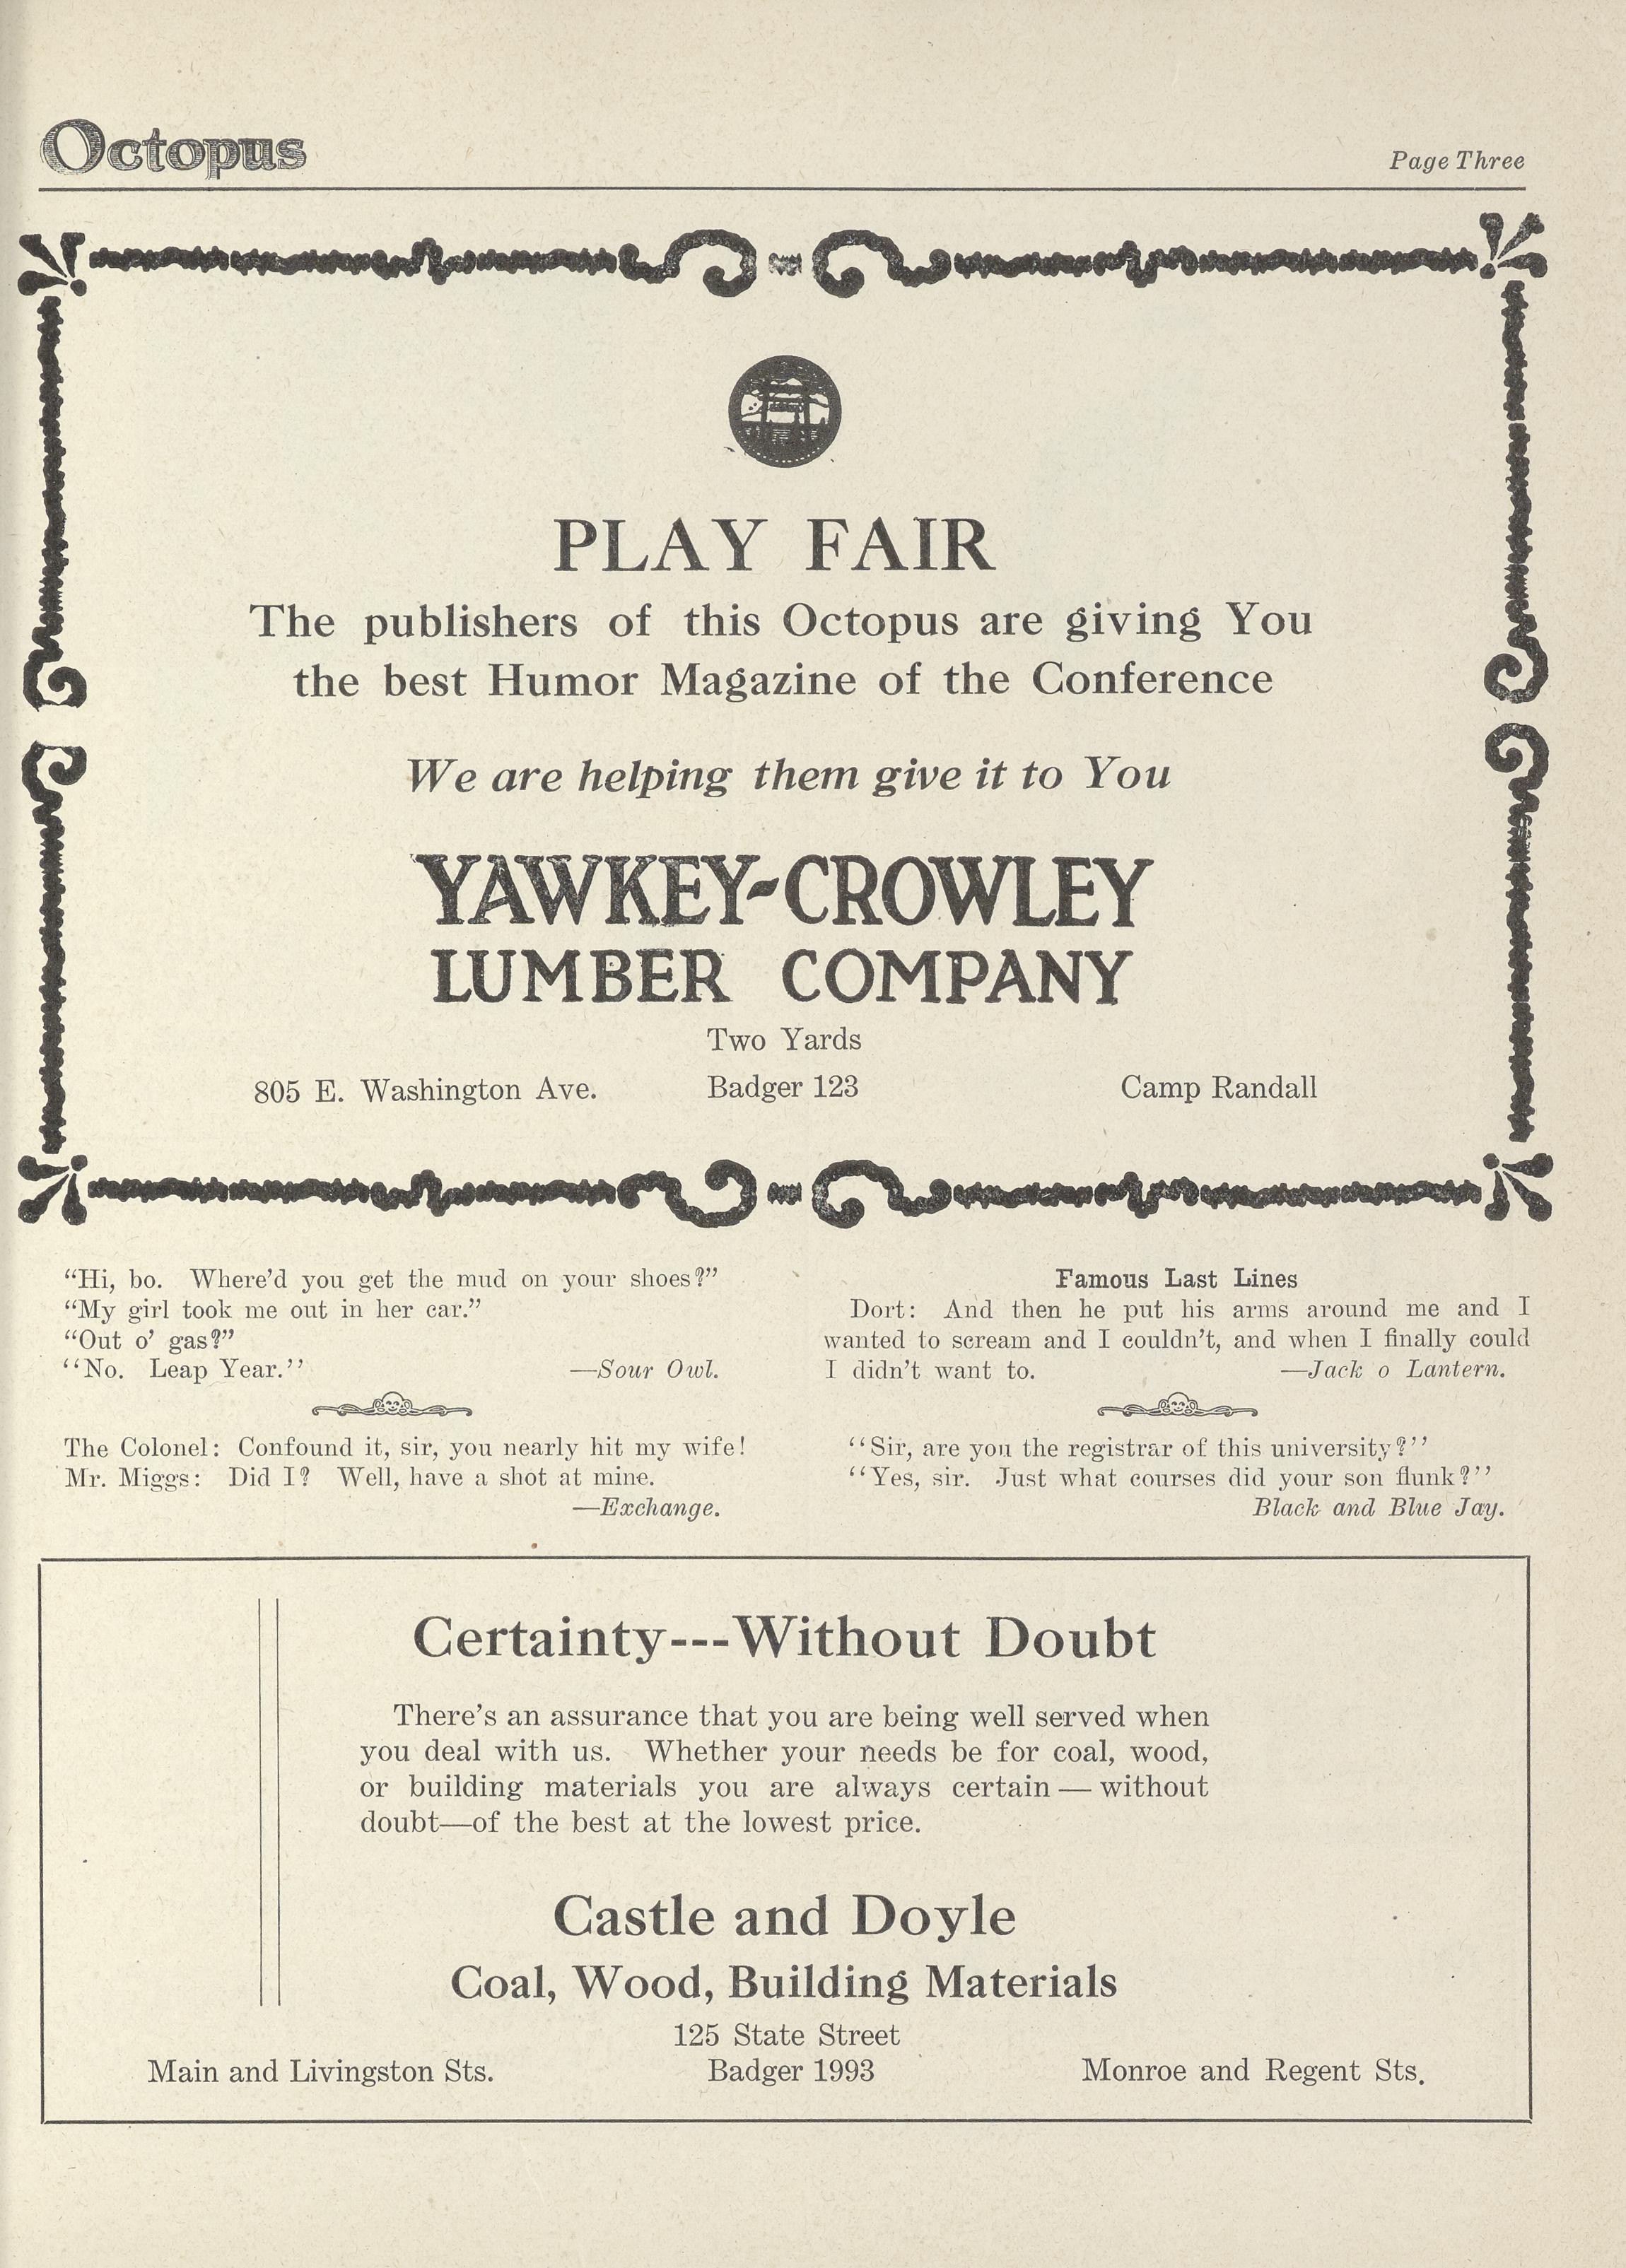 Octopus
Page Three
PLAY FAIR
The publishers of this Octopus are giving You
the best Humor Magazine of the Conference
We are helping them give it to You
YAWKEY-CROWLEY
LUMBER COMPANY
Two Yards
805 E. Washington Ave. Badger 123 Camp Randall
“Hi, bo. Where’d you get the mud on your shoes?”
“My girl took me out in her car.”
“Out o’ gas?”
‘‘No. Leap Year.’’ —Sour Owl.
The Colonel: Confound it, sir, you nearly hit my wife!
Mr. Miggs: Did I? Well, have a shot at mine.
—Exchange.
Famous Last Lines
Dort: And then he put his arms around me and I
wanted to scream and I couldn’t, and when I finally could
I didn’t want to. —Jack o Lantern.
‘‘Sir, are you the registrar of this university?’’
‘‘Yes, sir. Just what courses did your son flunk?’’
Black and Blue Jay.
Certainty---Without Doubt
There’s an assurance that you are being well served when
you deal with us. Whether your needs be for coal, wood,
or building materials you are always certain — without
doubt—of the best at the lowest price.
Castle and Doyle
Coal, Wood, Building Materials
125 State Street
Main and Livingston Sts. Badger 1993 Monroe and Regent Sts.